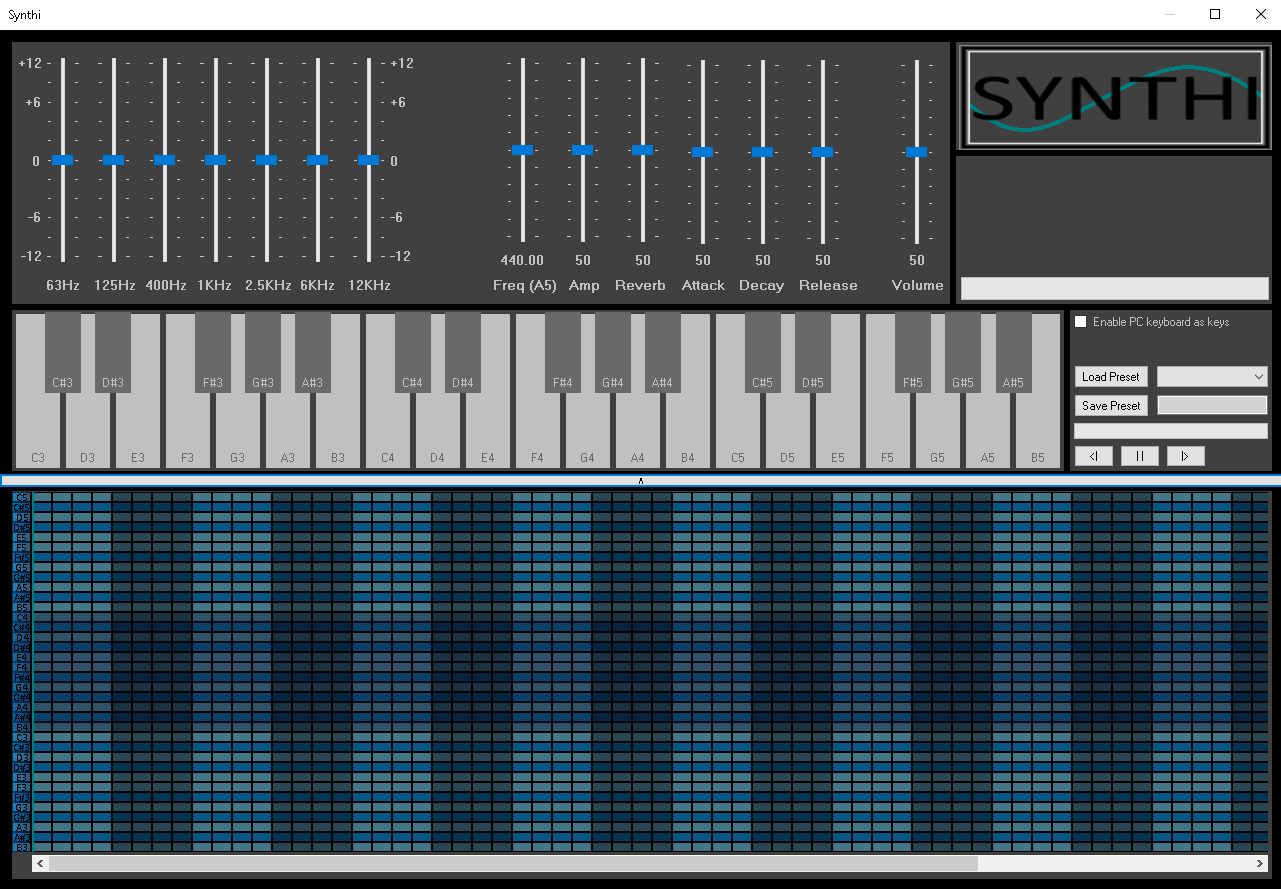 Synthi
+12 +12
+6 +6
0 0
-6 -6
-12 -12
63Hz 125Hz 400Hz 1KHz 2.5KHz 6KHz 12KHz
440.00 50 50 50 50 50 50
Freq (A5) Amp Reverb Attack Decay Release Volume
SYNTHI
C#3 D#3 F#3 G#3 A#3 C#4 D#4 F#4 G#4 A#4 C#5 D#5 F#5 G#5 A#5
C3 D3 E3 F3 G3 A3 B3 C4 D4 E4 F4 G4 A4 B4 C5 D5 E5 F5 G5 A5 B5
Enable PC keyboard as keys
Load Preset
Save Preset
C5
C#5
D5
D#5
E5
F5
F#5
G5
G#5
A5
A#5
B5
C4
C#4
D4
D#4
E4
F4
F#4
G4
G#4
A4
A#4
B4
C3
C#3
D3
D#3
E3
F3
F#3
G3
G#3
A3
A#3
B3